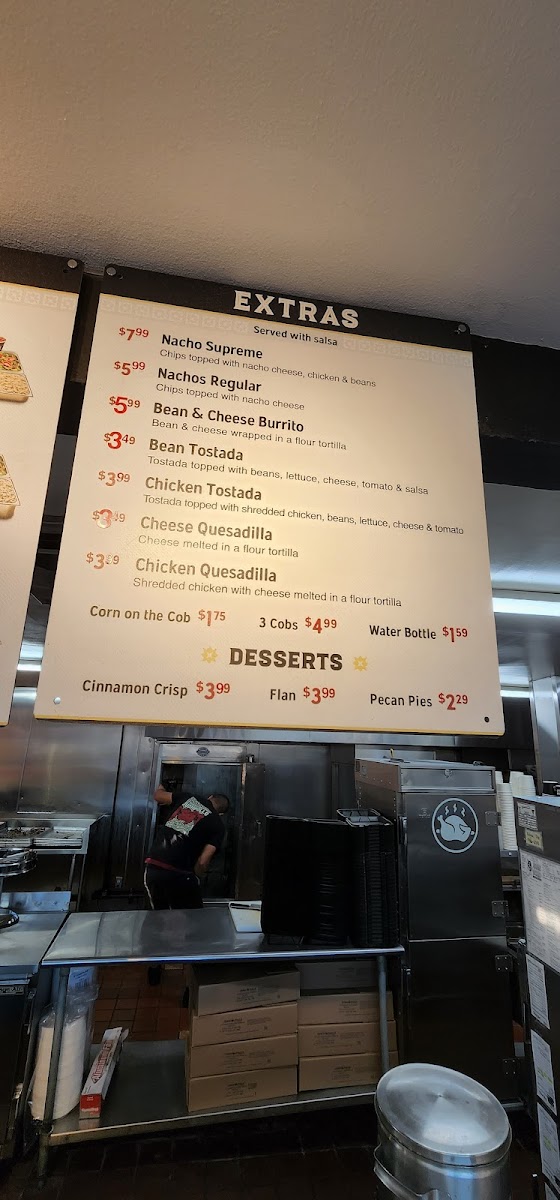 EXTRAS
Served with salsa
$7.99 Nacho Supreme
Chips topped with nacho cheese, chicken & beans
$5.99 Nachos Regular
Chips topped with nacho cheese
$5.99 Bean & Cheese Burrito
Bean & cheese wrapped in a flour tortilla
$3.49 Bean Tostada
Tostada topped with beans, lettuce, cheese, tomato & salsa
$3.99 Chicken Tostada
Tostada topped with shredded chicken, beans, lettuce, cheese & tomato
Cheese Quesadilla
Cheese melted in a flour tortilla
Chicken Quesadilla
Shredded chicken with cheese melted in a flour tortilla
Corn on the Cob $1.75 3 Cobs $4.99 Water Bottle $1.59
DESSERTS
Cinnamon Crisp $3.99 Flan $3.99 Pecan Pies $2.29